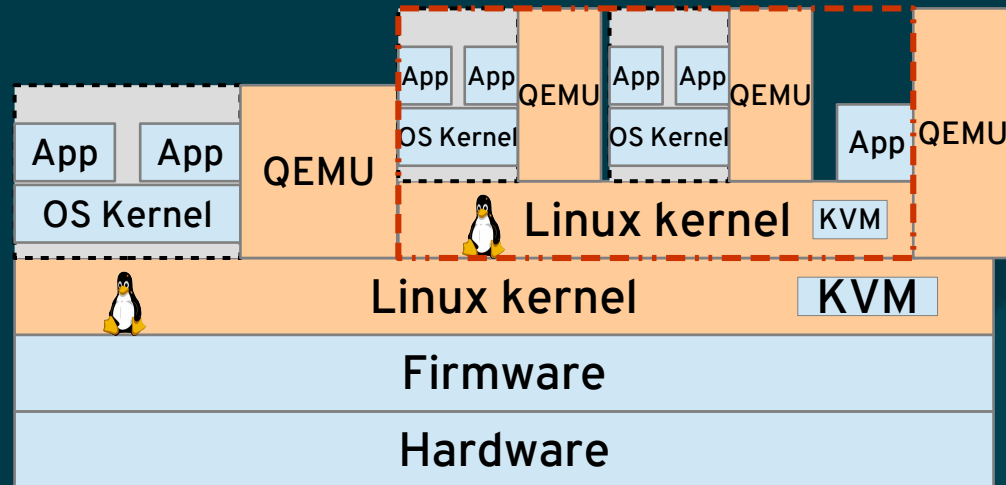 App App QEMU App App QEMU
OS Kernel OS Kernel App QEMU
App App QEMU
OS Kernel
Linux kernel KVM
Linux kernel KVM
Firmware
Hardware